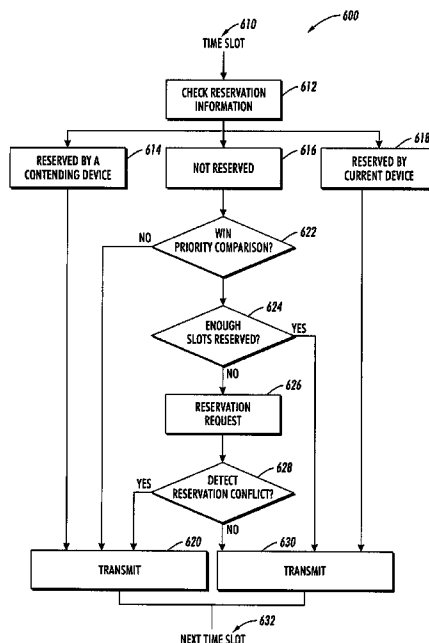 610
600
TIME SLOT
612
CHECK RESERVATION
INFORMATION
RESERVED BY A
CONTENDING DEVICE
614
NOT RESERVED
616
RESERVED BY
CURRENT DEVICE
618
NO
WIN
PRIORITY COMPARISON?
622
624
ENOUGH
SLOTS RESERVED?
YES
NO
626
RESERVATION
REQUEST
628
YES
DETECT
RESERVATION CONFLICT?
NO
620
630
TRANSMIT
TRANSMIT
632
NEXT TIME SLOT